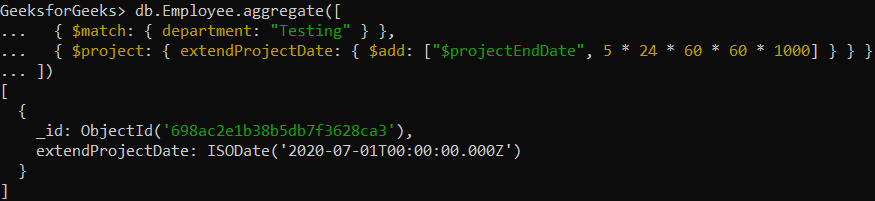 GeeksforGeeks> db.Employee.aggregate([
...   { $match: { department: "Testing" } },
...   { $project: { extendProjectDate: { $add: ["$projectEndDate", 5 * 24 * 60 * 60 * 1000] } } }
... ])
[
  {
    _id: ObjectId('698ac2e1b38b5db7f3628ca3'),
    extendProjectDate: ISODate('2020-07-01T00:00:00.000Z')
  }
]